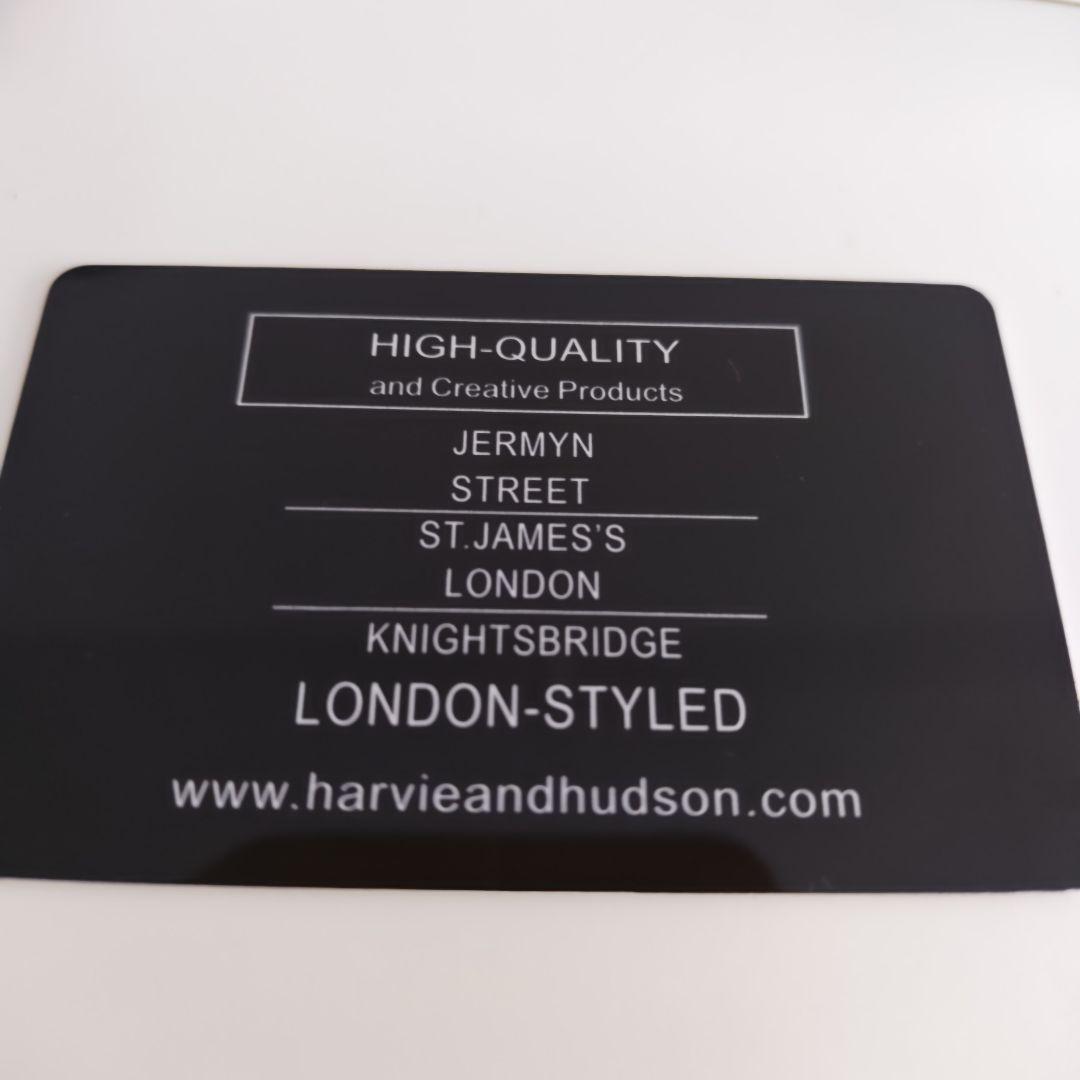 HIGH-QUALITY
and Creative Products
JERMYN
STREET
ST.JAMES'S
LONDON
KNIGHTSBRIDGE
LONDON-STYLED
www.harvieandhudson.com